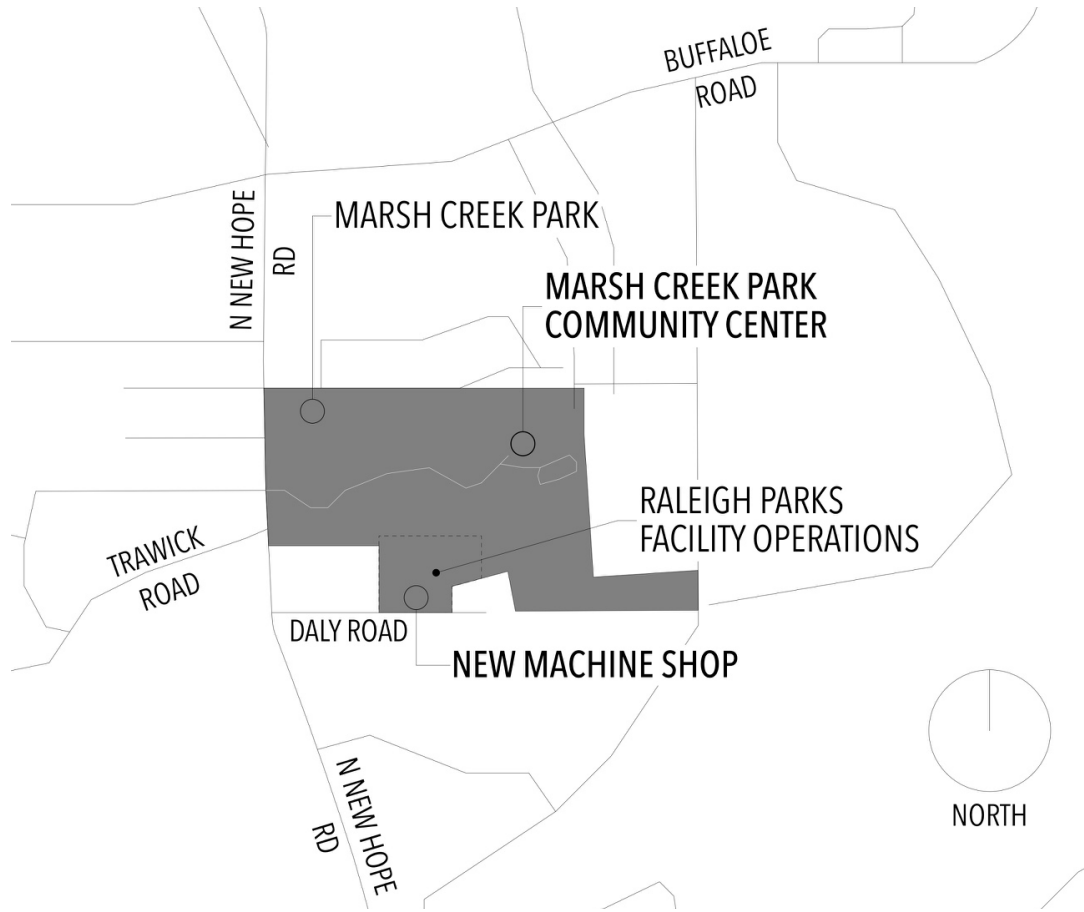 BUFFALOE
ROAD
N NEW HOPE
RD
MARSH CREEK PARK
MARSH CREEK PARK
COMMUNITY CENTER
RALEIGH PARKS
FACILITY OPERATIONS
TRAWICK
ROAD
DALY ROAD
NEW MACHINE SHOP
N NEW HOPE
RD
NORTH